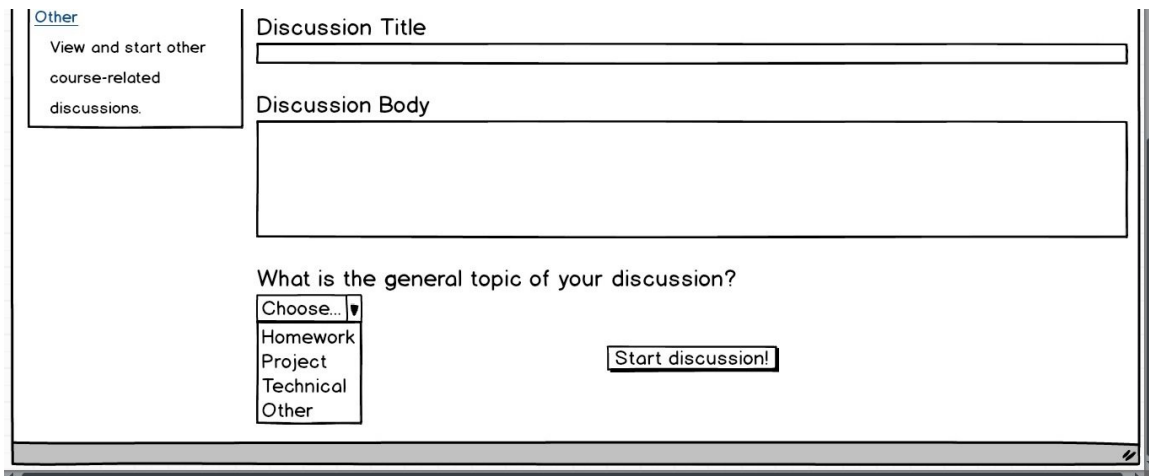 Other
View and start other
course-related
discussions.
Discussion Title
Discussion Body
What is the general topic of your discussion?
Choose...
Homework
Project
Technical
Other
Start discussion!